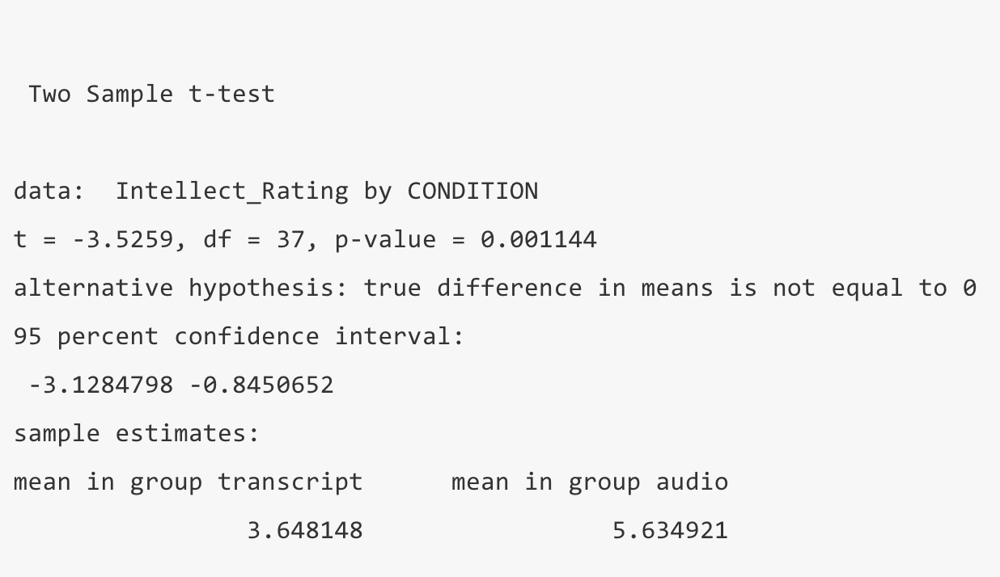 Two Sample t-test
data:  Intellect_Rating by CONDITION
t = -3.5259, df = 37, p-value = 0.001144
alternative hypothesis: true difference in means is not equal to 0
95 percent confidence interval:
 -3.1284798 -0.8450652
sample estimates:
mean in group transcript      mean in group audio
                3.648148                 5.634921